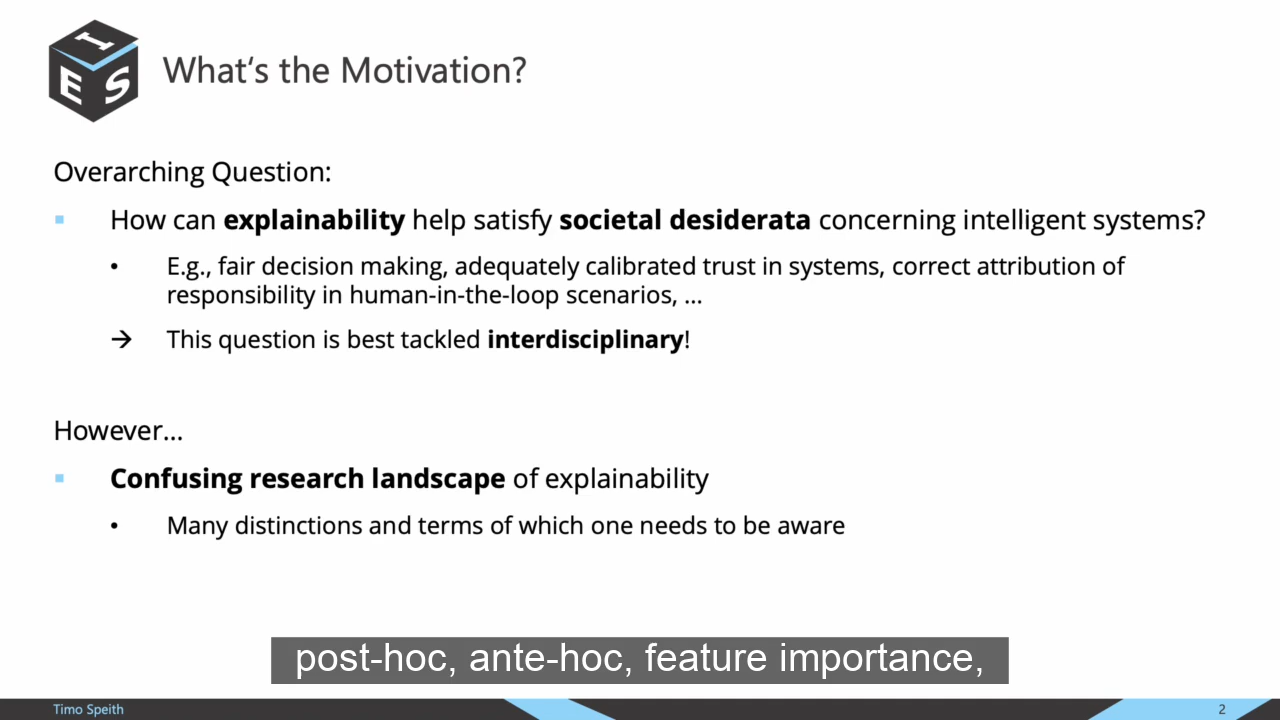 I
E S
What‘s the Motivation?
Overarching Question:
▪ How can explainability help satisfy societal desiderata concerning intelligent systems?
• E.g., fair decision making, adequately calibrated trust in systems, correct attribution of
responsibility in human-in-the-loop scenarios, ...
→ This question is best tackled interdisciplinary!
However...
▪ Confusing research landscape of explainability
• Many distinctions and terms of which one needs to be aware
post-hoc, ante-hoc, feature importance,
Timo Speith
2